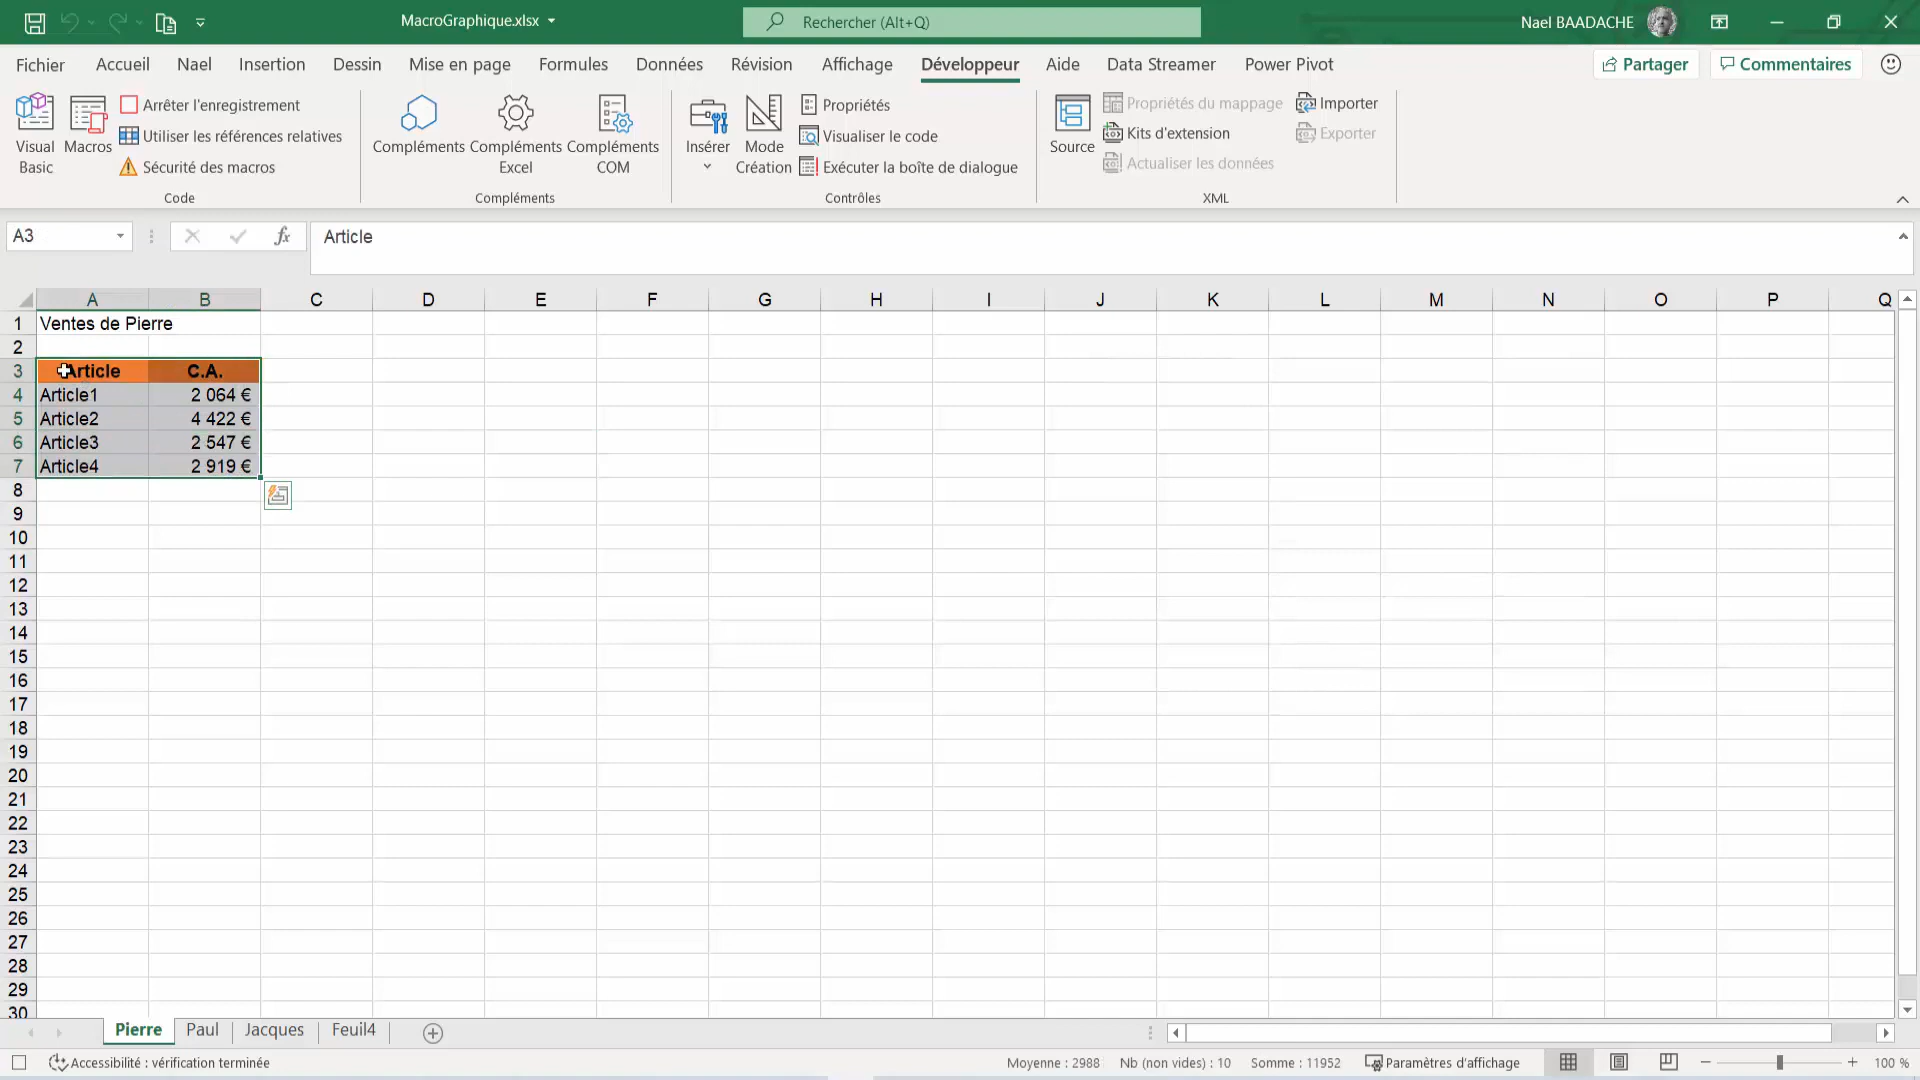 MacroGraphique.xlsx
Rechercher (Alt+Q)
Nael BAADACHE
Fichier Accueil Nael Insertion Dessin Mise en page Formules Données Révision Affichage Développeur Aide Data Streamer Power Pivot
Partager
Commentaires
Visual
Basic
Macros
Arrêter l'enregistrement
Utiliser les références relatives
Sécurité des macros
Code
Compléments
Compléments
Excel
Compléments
COM
Compléments
Insérer
Mode
Création
Propriétés
Visualiser le code
Exécuter la boîte de dialogue
Contrôles
Source
Propriétés du mappage
Kits d'extension
Actualiser les données
Importer
Exporter
XML
A3
fx
Article
A B C D E F G H I J K L M N O P Q
1 Ventes de Pierre
2
3 Article C.A.
4 Article1 2 064 €
5 Article2 4 422 €
6 Article3 2 547 €
7 Article4 2 919 €
8
9
10
11
12
13
14
15
16
17
18
19
20
21
22
23
24
25
26
27
28
29
30
Pierre Paul Jacques Feuil4
Accessibilité : vérification terminée
Moyenne : 2988 Nb (non vides) : 10 Somme : 11952 Paramètres d'affichage
100 %